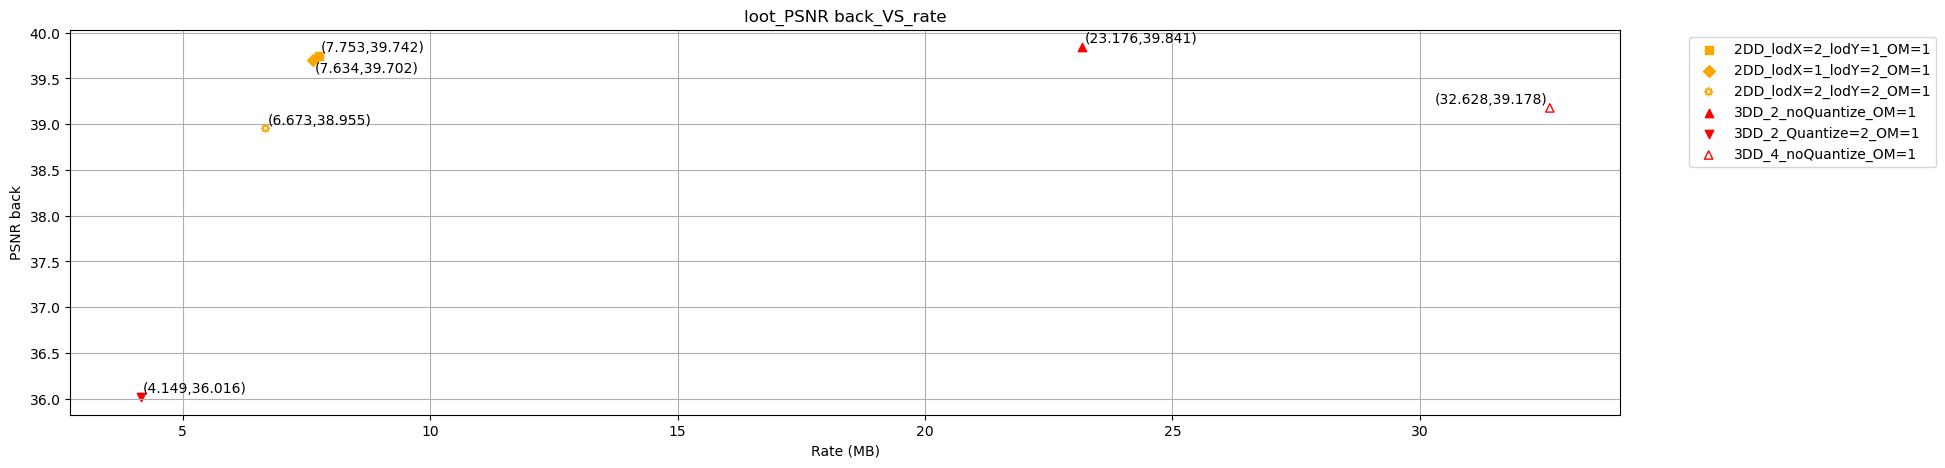 loot_PSNR back_VS_rate
40.0
39.5
39.0
38.5
38.0
37.5
37.0
36.5
36.0
PSNR back
(7.753,39.742)
(7.634,39.702)
(6.673,38.955)
(23.176,39.841)
(32.628,39.178)
(4.149,36.016)
5
10
15
20
25
30
Rate (MB)
2DD_lodX=2_lodY=1_OM=1
2DD_lodX=1_lodY=2_OM=1
2DD_lodX=2_lodY=2_OM=1
3DD_2_noQuantize_OM=1
3DD_2_Quantize=2_OM=1
3DD_4_noQuantize_OM=1